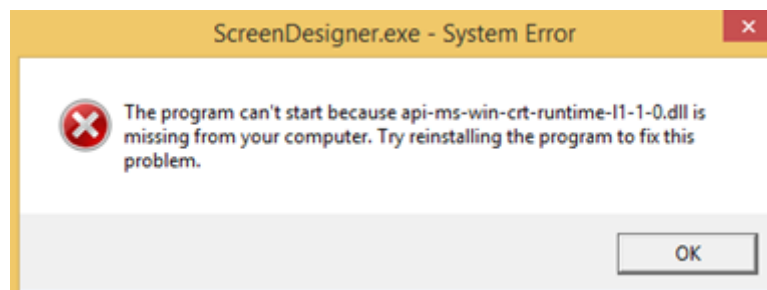 ScreenDesigner.exe - System Error
The program can't start because api-ms-win-crt-runtime-l1-1-0.dll is
missing from your computer. Try reinstalling the program to fix this
problem.
OK